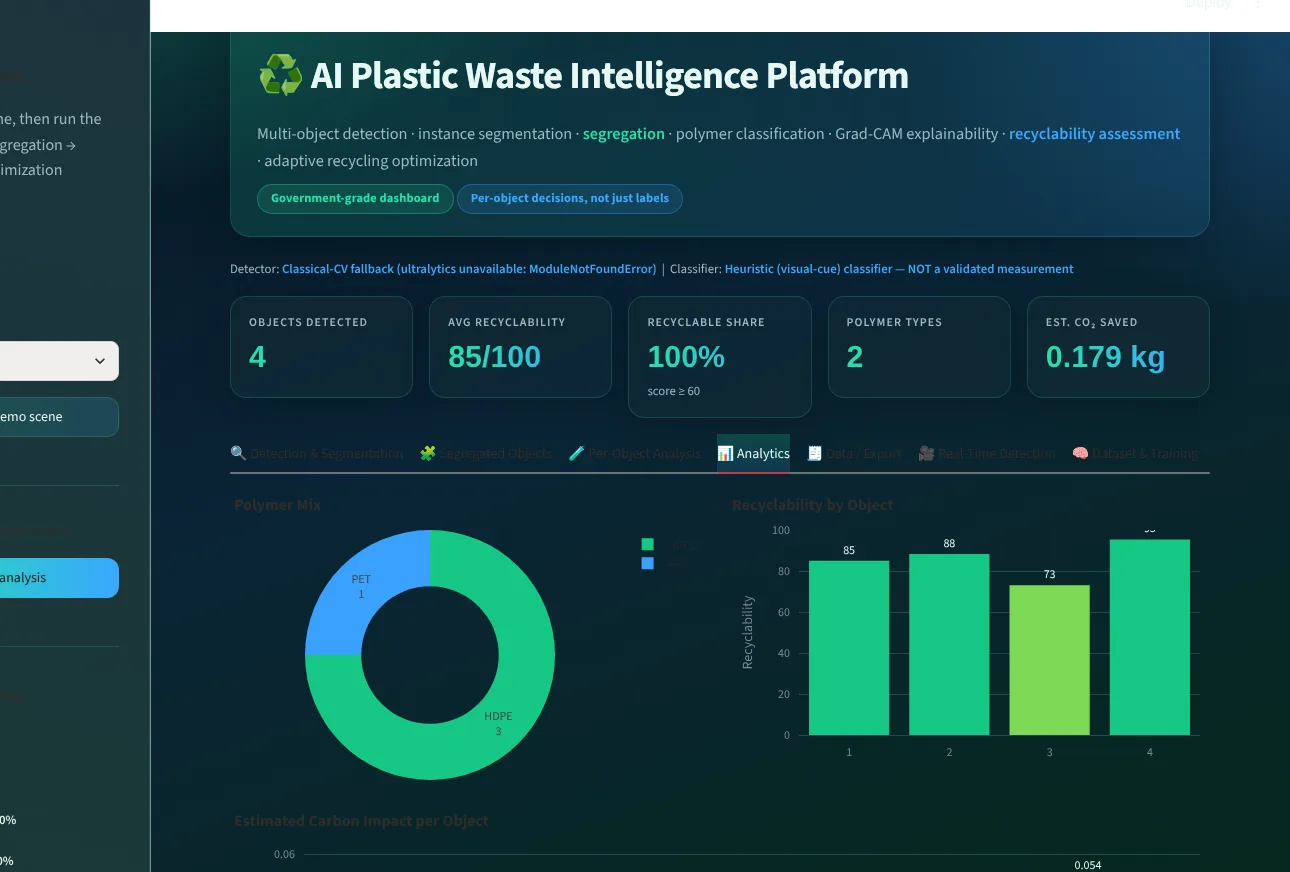 Deploy
ne, then run the
gregation →
imization
emo scene
analysis
0%
0%
AI Plastic Waste Intelligence Platform
Multi-object detection · instance segmentation · segregation · polymer classification · Grad-CAM explainability · recyclability assessment
· adaptive recycling optimization
Government-grade dashboard
Per-object decisions, not just labels
Detector: Classical-CV fallback (ultralytics unavailable: ModuleNotFoundError) | Classifier: Heuristic (visual-cue) classifier — NOT a validated measurement
OBJECTS DETECTED
4
AVG RECYCLABILITY
85/100
RECYCLABLE SHARE
100%
score ≥ 60
POLYMER TYPES
2
EST. CO₂ SAVED
0.179 kg
Detection & Segmentation
Segregated Objects
Per-Object Analysis
Analytics
Data / Export
Real-Time Detection
Dataset & Training
Polymer Mix
PET
1
HDPE
3
Recyclability by Object
Recyclability
100
80
60
40
20
0
85
88
73
1
2
3
4
Estimated Carbon Impact per Object
0.06
0.054